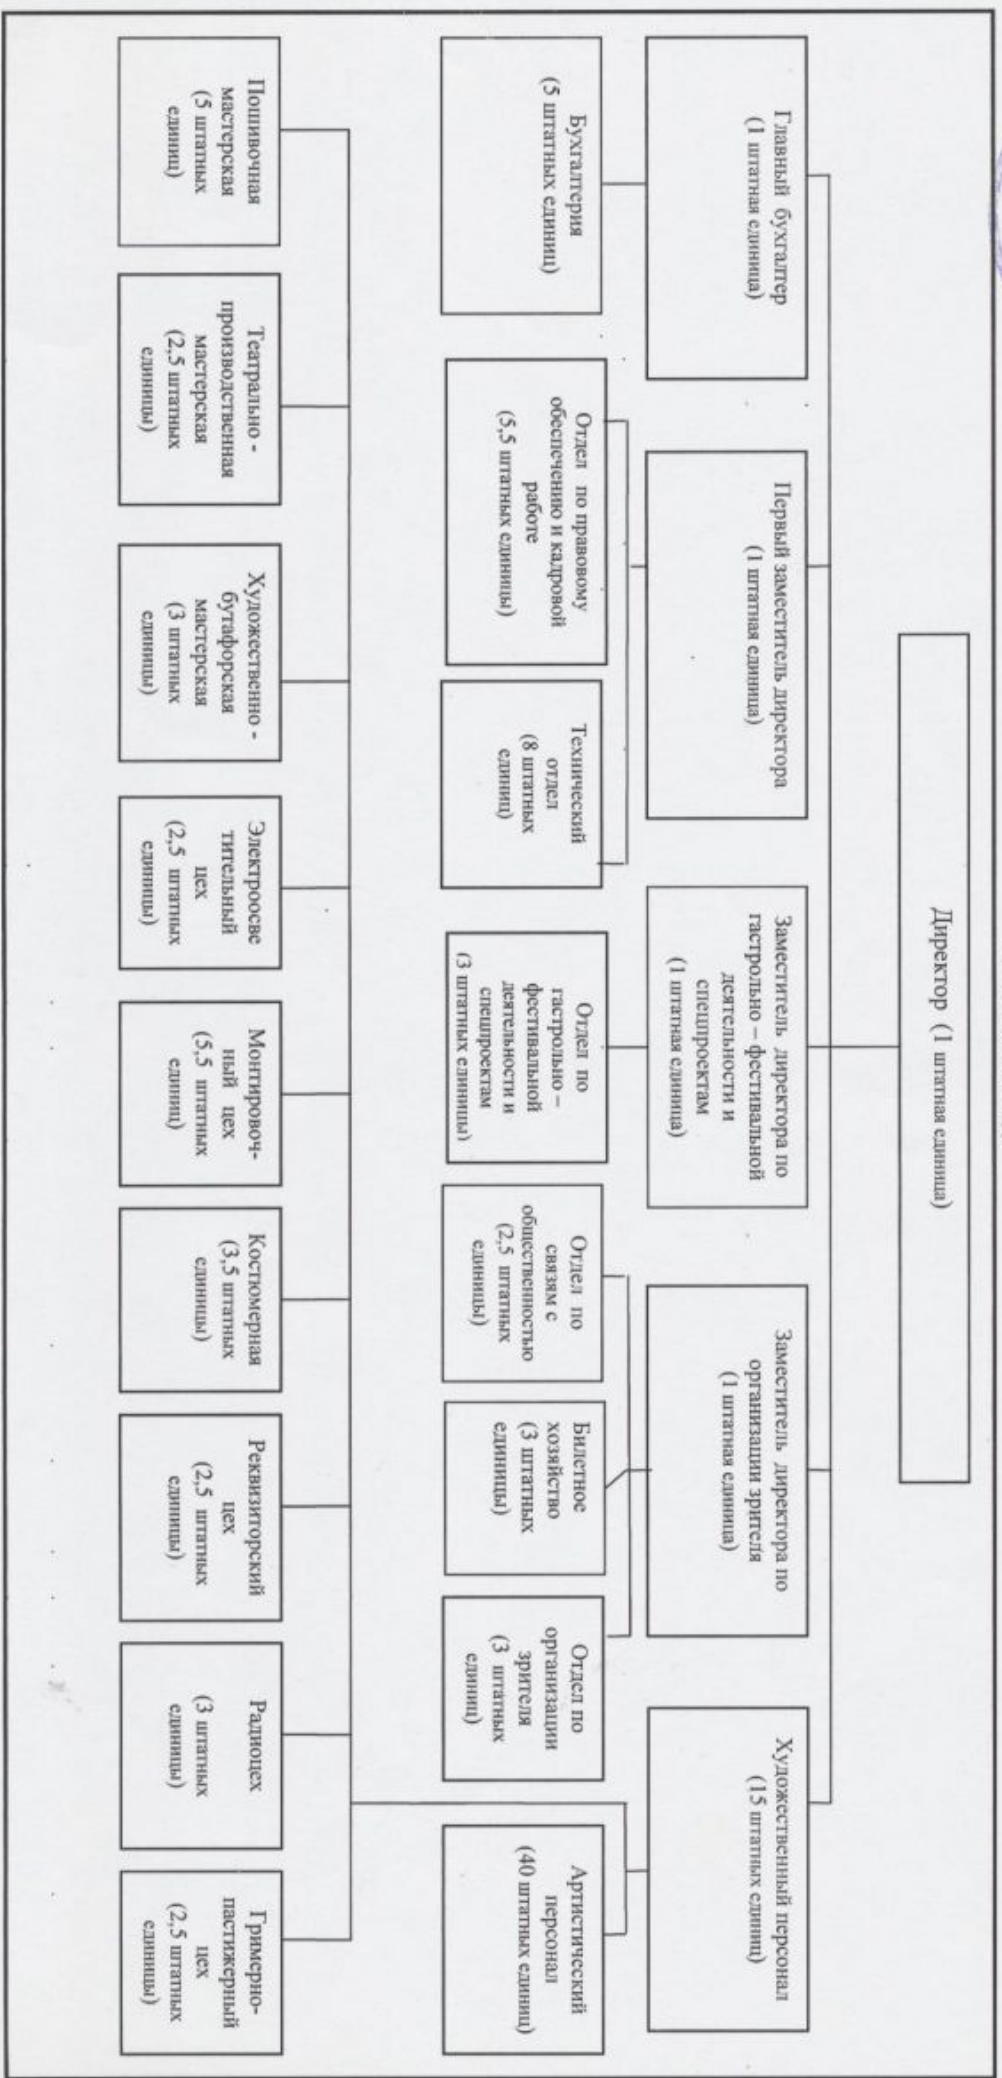 Директор (1 штатная единица)
Главный бухгалтер
(1 штатная единица)
Первый заместитель директора
(1 штатная единица)
Заместитель директора по
гастрольно – фестивальной
деятельности и
спецпроектам
(1 штатная единица)
Заместитель директора по
организации зрителя
(1 штатная единица)
Художественный персонал
(15 штатных единиц)
Бухгалтерия
(5 штатных единиц)
Отдел по правовому
обеспечению и кадровой
работе
(5,5 штатных единицы)
Технический
отдел
(8 штатных
единиц)
Отдел по
гастрольно –
фестивальной
деятельности и
спецпроектам
(3 штатных единицы)
Отдел по
связям с
общественностью
(2,5 штатных
единицы)
Билетное
хозяйство
(3 штатных
единицы)
Отдел по
организации
зрителя
(3 штатных
единиц)
Артистический
персонал
(40 штатных единиц)
Пошивочная
мастерская
(5 штатных
единиц)
Театрально -
производственная
мастерская
(2,5 штатных
единицы)
Художественно -
бутафорская
мастерская
(3 штатных
единицы)
Электроосве
тительный
цех
(2,5 штатных
единицы)
Монтировоч-
ный цех
(5,5 штатных
единиц)
Костюмерная
(3,5 штатных
единицы)
Реквизиторский
цех
(2,5 штатных
единицы)
Радиоцех
(3 штатных
единицы)
Гримерно-
пастижерный
цех
(2,5 штатных
единицы)